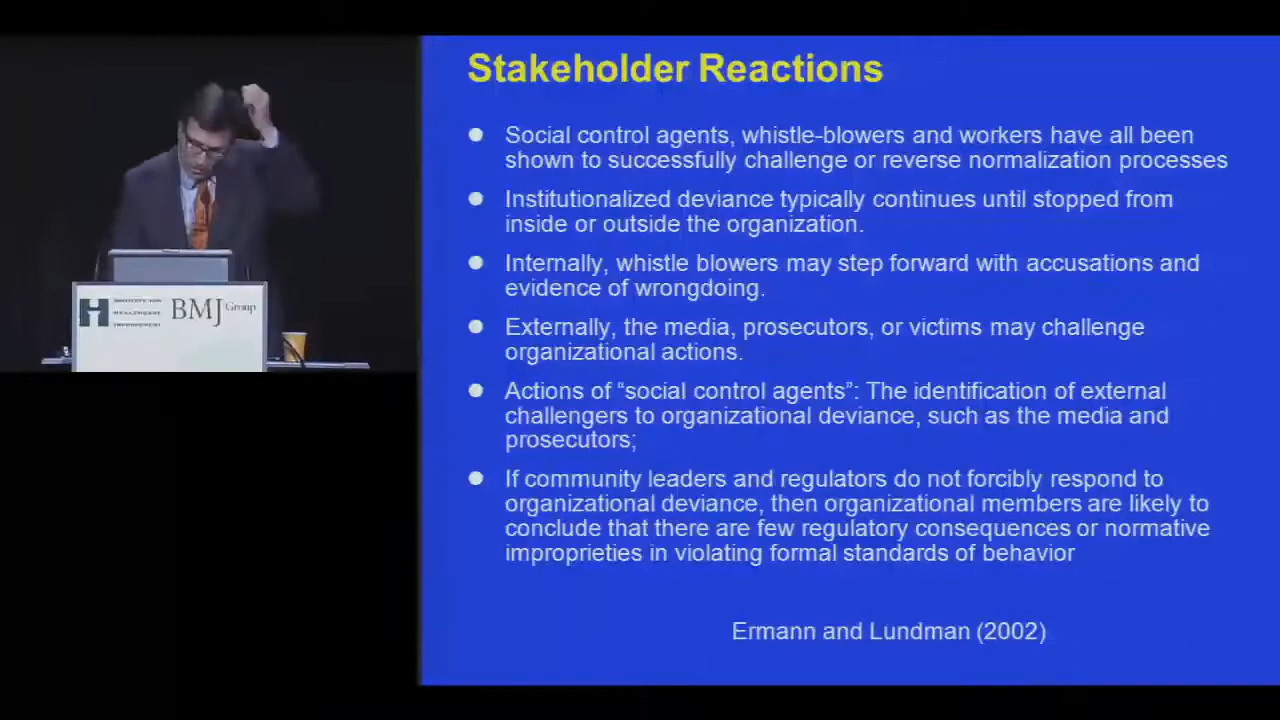 Stakeholder Reactions
Social control agents, whistle-blowers and workers have all been
shown to successfully challenge or reverse normalization processes
Institutionalized deviance typically continues until stopped from
inside or outside the organization.
Internally, whistle blowers may step forward with accusations and
evidence of wrongdoing.
Externally, the media, prosecutors, or victims may challenge
organizational actions.
Actions of “social control agents”: The identification of external
challengers to organizational deviance, such as the media and
prosecutors;
If community leaders and regulators do not forcibly respond to
organizational deviance, then organizational members are likely to
conclude that there are few regulatory consequences or normative
improprieties in violating formal standards of behavior
Ermann and Lundman (2002)
INSTITUTE FOR
HEALTHCARE
IMPROVEMENT
BMJ Group